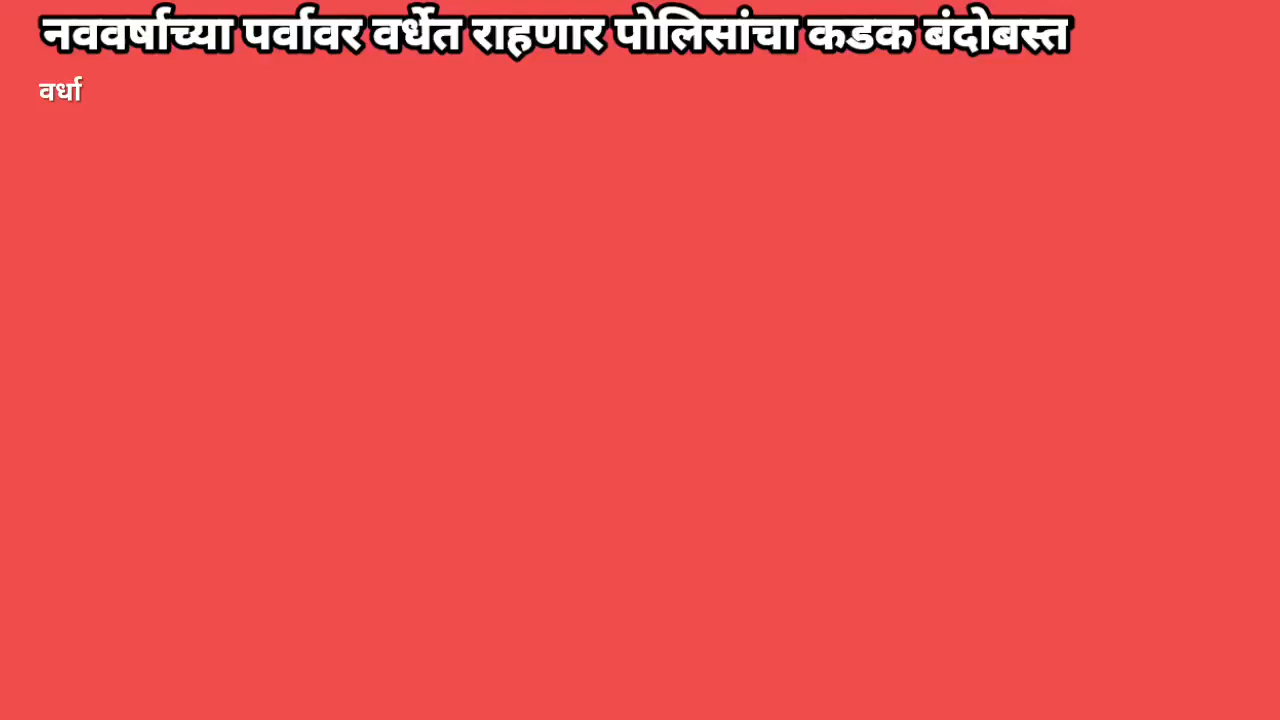 नववर्षाच्या पर्वावर वर्धेत राहणार पोलिसांचा कडक बंदोबस्त
वर्धा